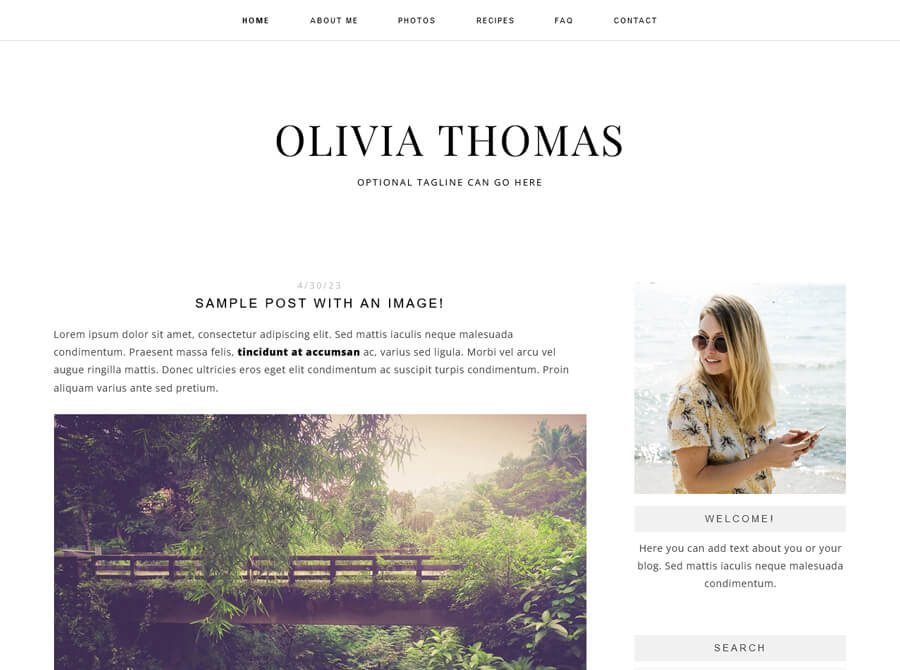 HOME ABOUT ME PHOTOS RECIPES FAQ CONTACT
OLIVIA THOMAS
OPTIONAL TAGLINE CAN GO HERE
4/30/23
SAMPLE POST WITH AN IMAGE!
Lorem ipsum dolor sit amet, consectetur adipiscing elit. Sed mattis iaculis neque malesuada
condimentum. Praesent massa felis, tincidunt at accumsan ac, varius sed ligula. Morbi vel arcu vel
augue ringilla mattis. Donec ultricies eros eget elit condimentum ac suscipit turpis condimentum. Proin
aliquam varius ante sed pretium.
WELCOME!
Here you can add text about you or your
blog. Sed mattis iaculis neque malesuada
condimentum.
SEARCH